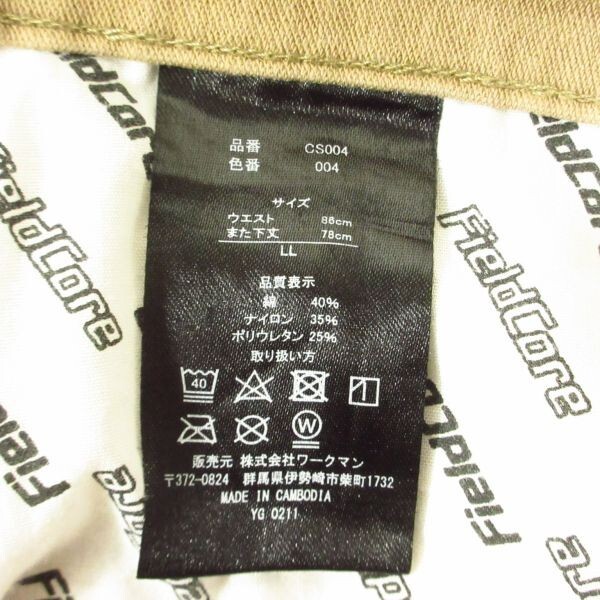 品番 CS004
色番 004
サイズ
ウエスト 86cm
また下丈 78cm
LL
品質表示
綿 40%
ナイロン 35%
ポリウレタン 25%
取り扱い方
40
W
販売元 株式会社ワークマン
〒372-0824 群馬県伊勢崎市柴町1732
MADE IN CAMBODIA
YG 0211
FieldCore
FieldCore
FieldCore
FieldCore